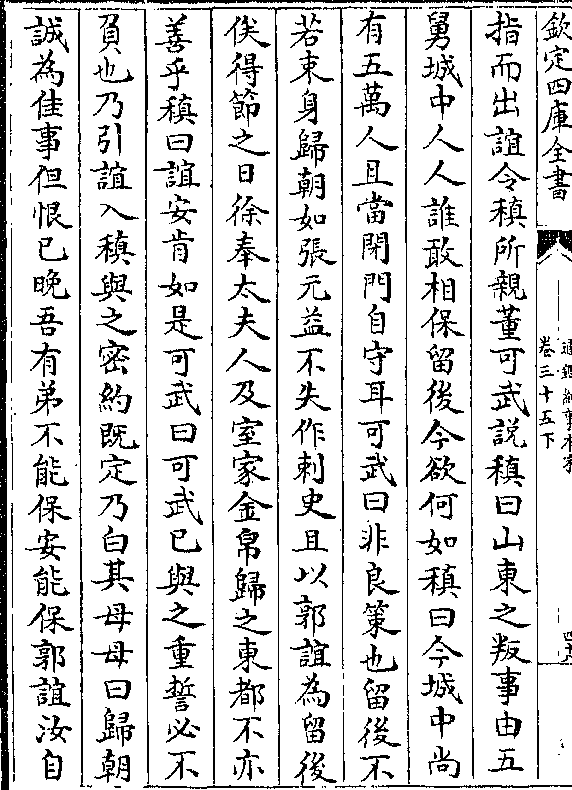 欽定四庫全書
通鑑紀事本末
卷三十五下
指而出誼令稹所親董可武説稹曰山東之叛事由五
舅城中人人誰敢相保留後今欲何如稹曰今城中尚
有五萬人且當閉門自守耳可武曰非良策也留後不
若束身歸朝如張元益不失作刺史且以郭誼為留後
俟得節之日徐奉太夫人及室家金帛歸之東都不亦
善乎稹曰誼安肯如是可武曰可武已與之重誓必不
負也乃引誼入稹與之密約既定乃白其母母曰歸朝
誠為佳事但恨已晩吾有弟不能保安能保郭誼汝自